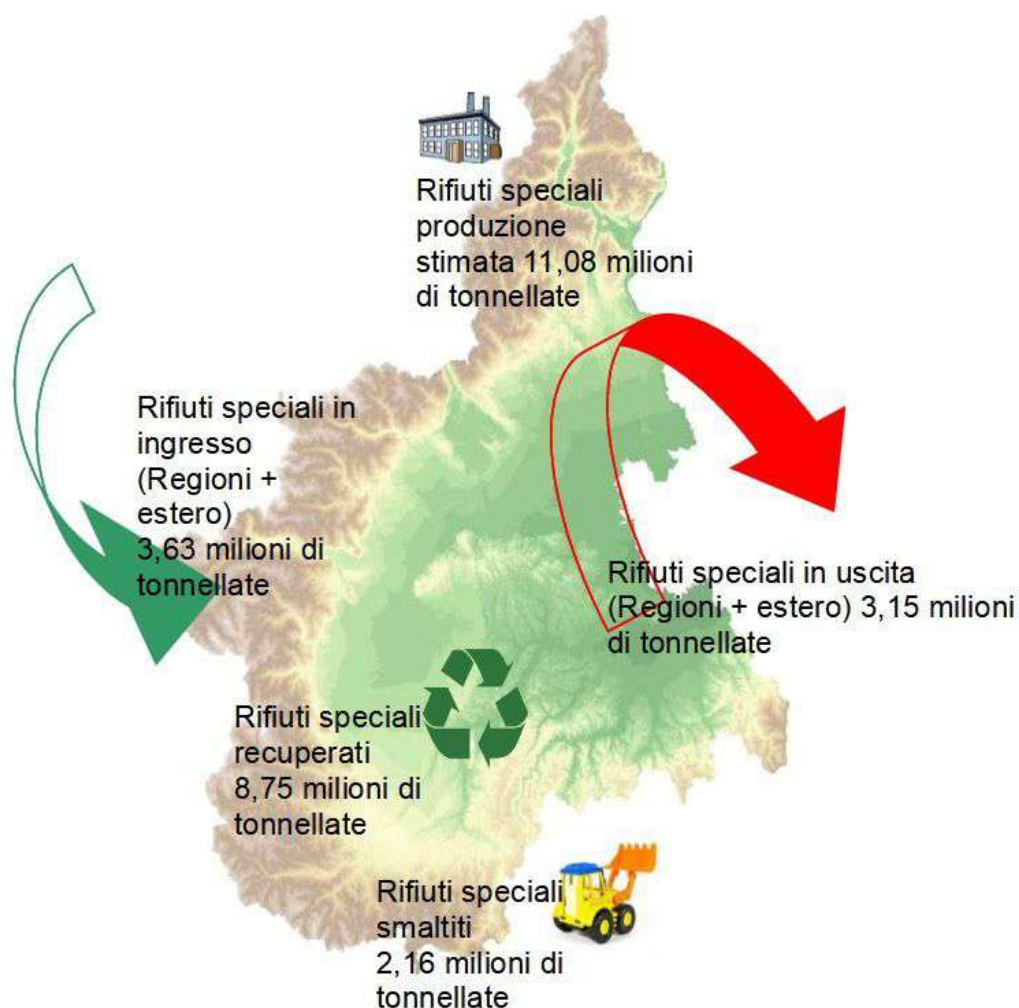 Rifiuti speciali
produzione
stimata 11,08 milioni
di tonnellate
Rifiuti speciali in
ingresso
(Regioni +
estero)
3,63 milioni di
tonnellate
Rifiuti speciali in uscita
(Regioni + estero) 3,15 milioni
di tonnellate
Rifiuti speciali
recuperati
8,75 milioni di
tonnellate
Rifiuti speciali
smaltiti
2,16 milioni di
tonnellate